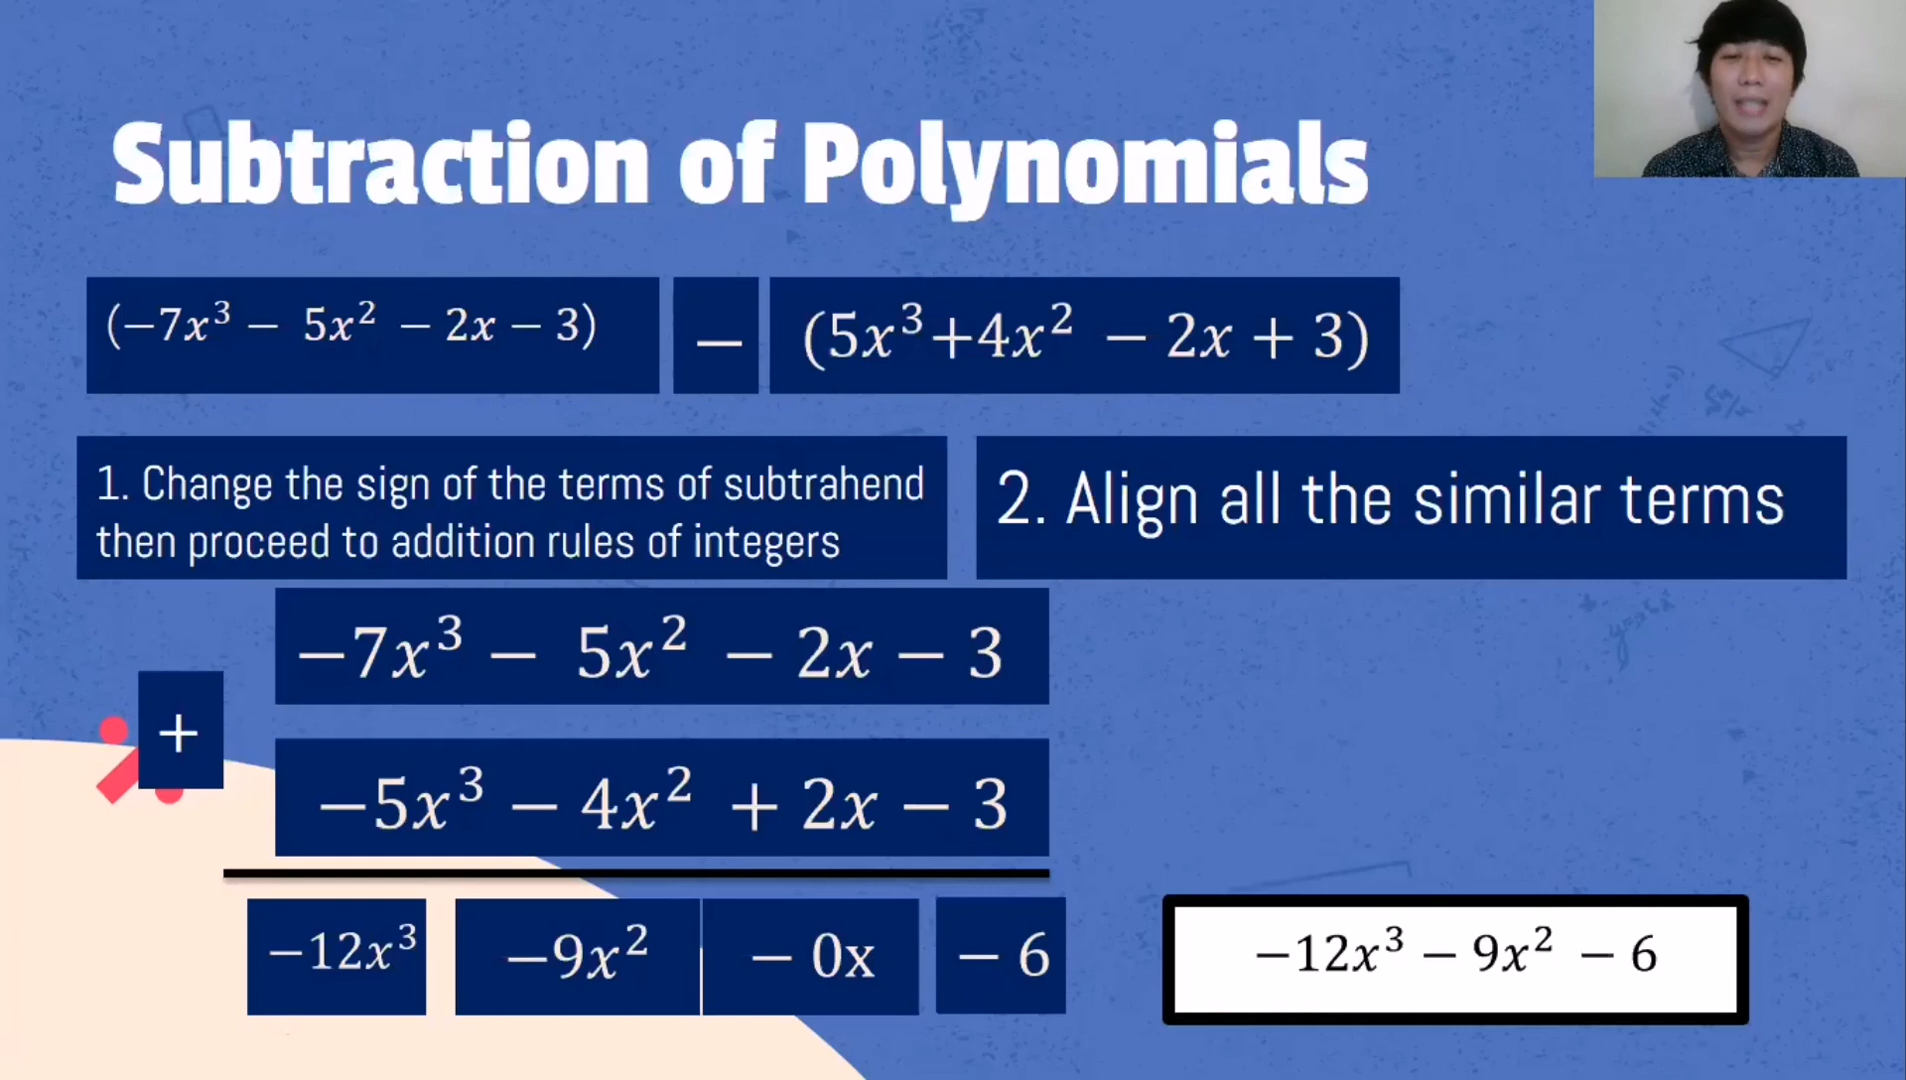 Subtraction of Polynomials
(−7x³ − 5x² − 2x − 3) − (5x³+4x² − 2x + 3)
1. Change the sign of the terms of subtrahend
then proceed to addition rules of integers
2. Align all the similar terms
−7x³ − 5x² − 2x − 3
+
−5x³ − 4x² + 2x − 3
−12x³ −9x² − 0x − 6
−12x³ − 9x² − 6